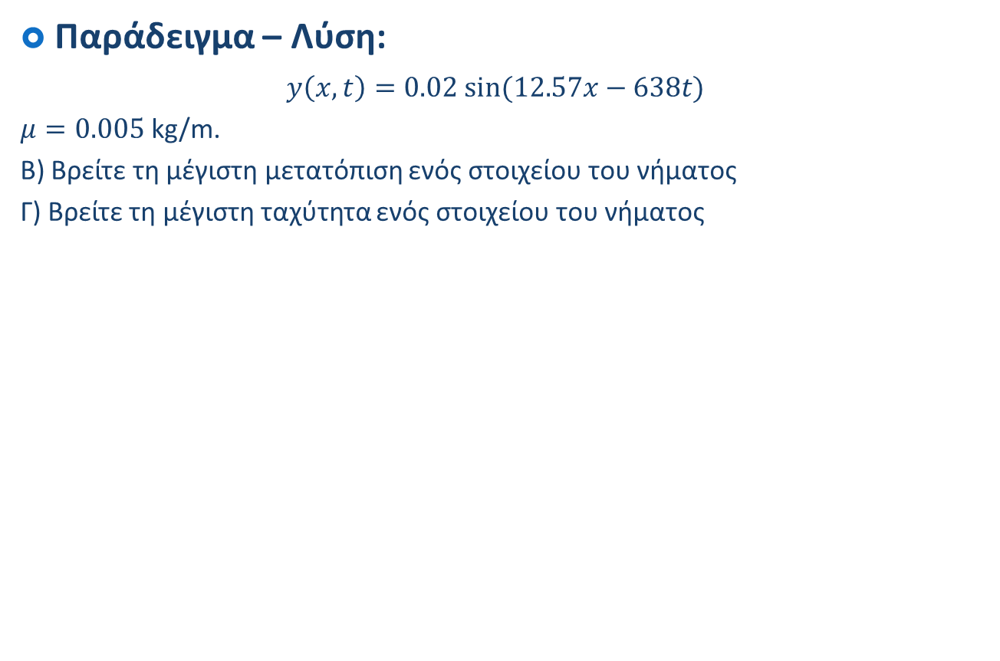 Παράδειγμα – Λύση:
y(x, t) = 0.02 sin(12.57x − 638t)
μ = 0.005 kg/m.
Β) Βρείτε τη μέγιστη μετατόπιση ενός στοιχείου του νήματος
Γ) Βρείτε τη μέγιστη ταχύτητα ενός στοιχείου του νήματος